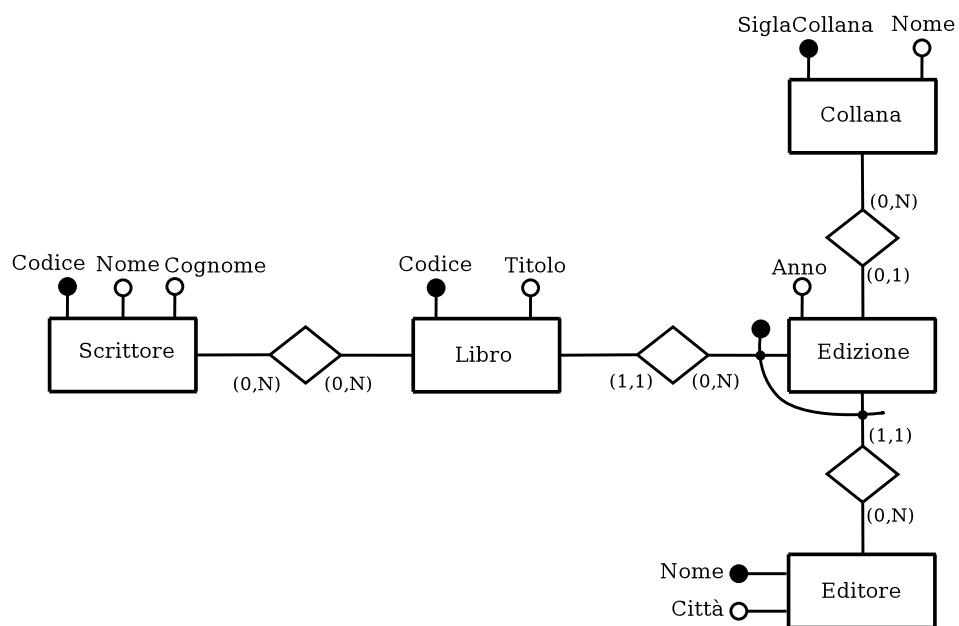 SiglaCollana Nome
Collana
(0,N)
(0,1)
Codice Nome Cognome
Codice Titolo
Anno
Scrittore
Libro
Edizione
(0,N) (0,N)
(1,1) (0,N)
(1,1)
(0,N)
Nome
Città
Editore